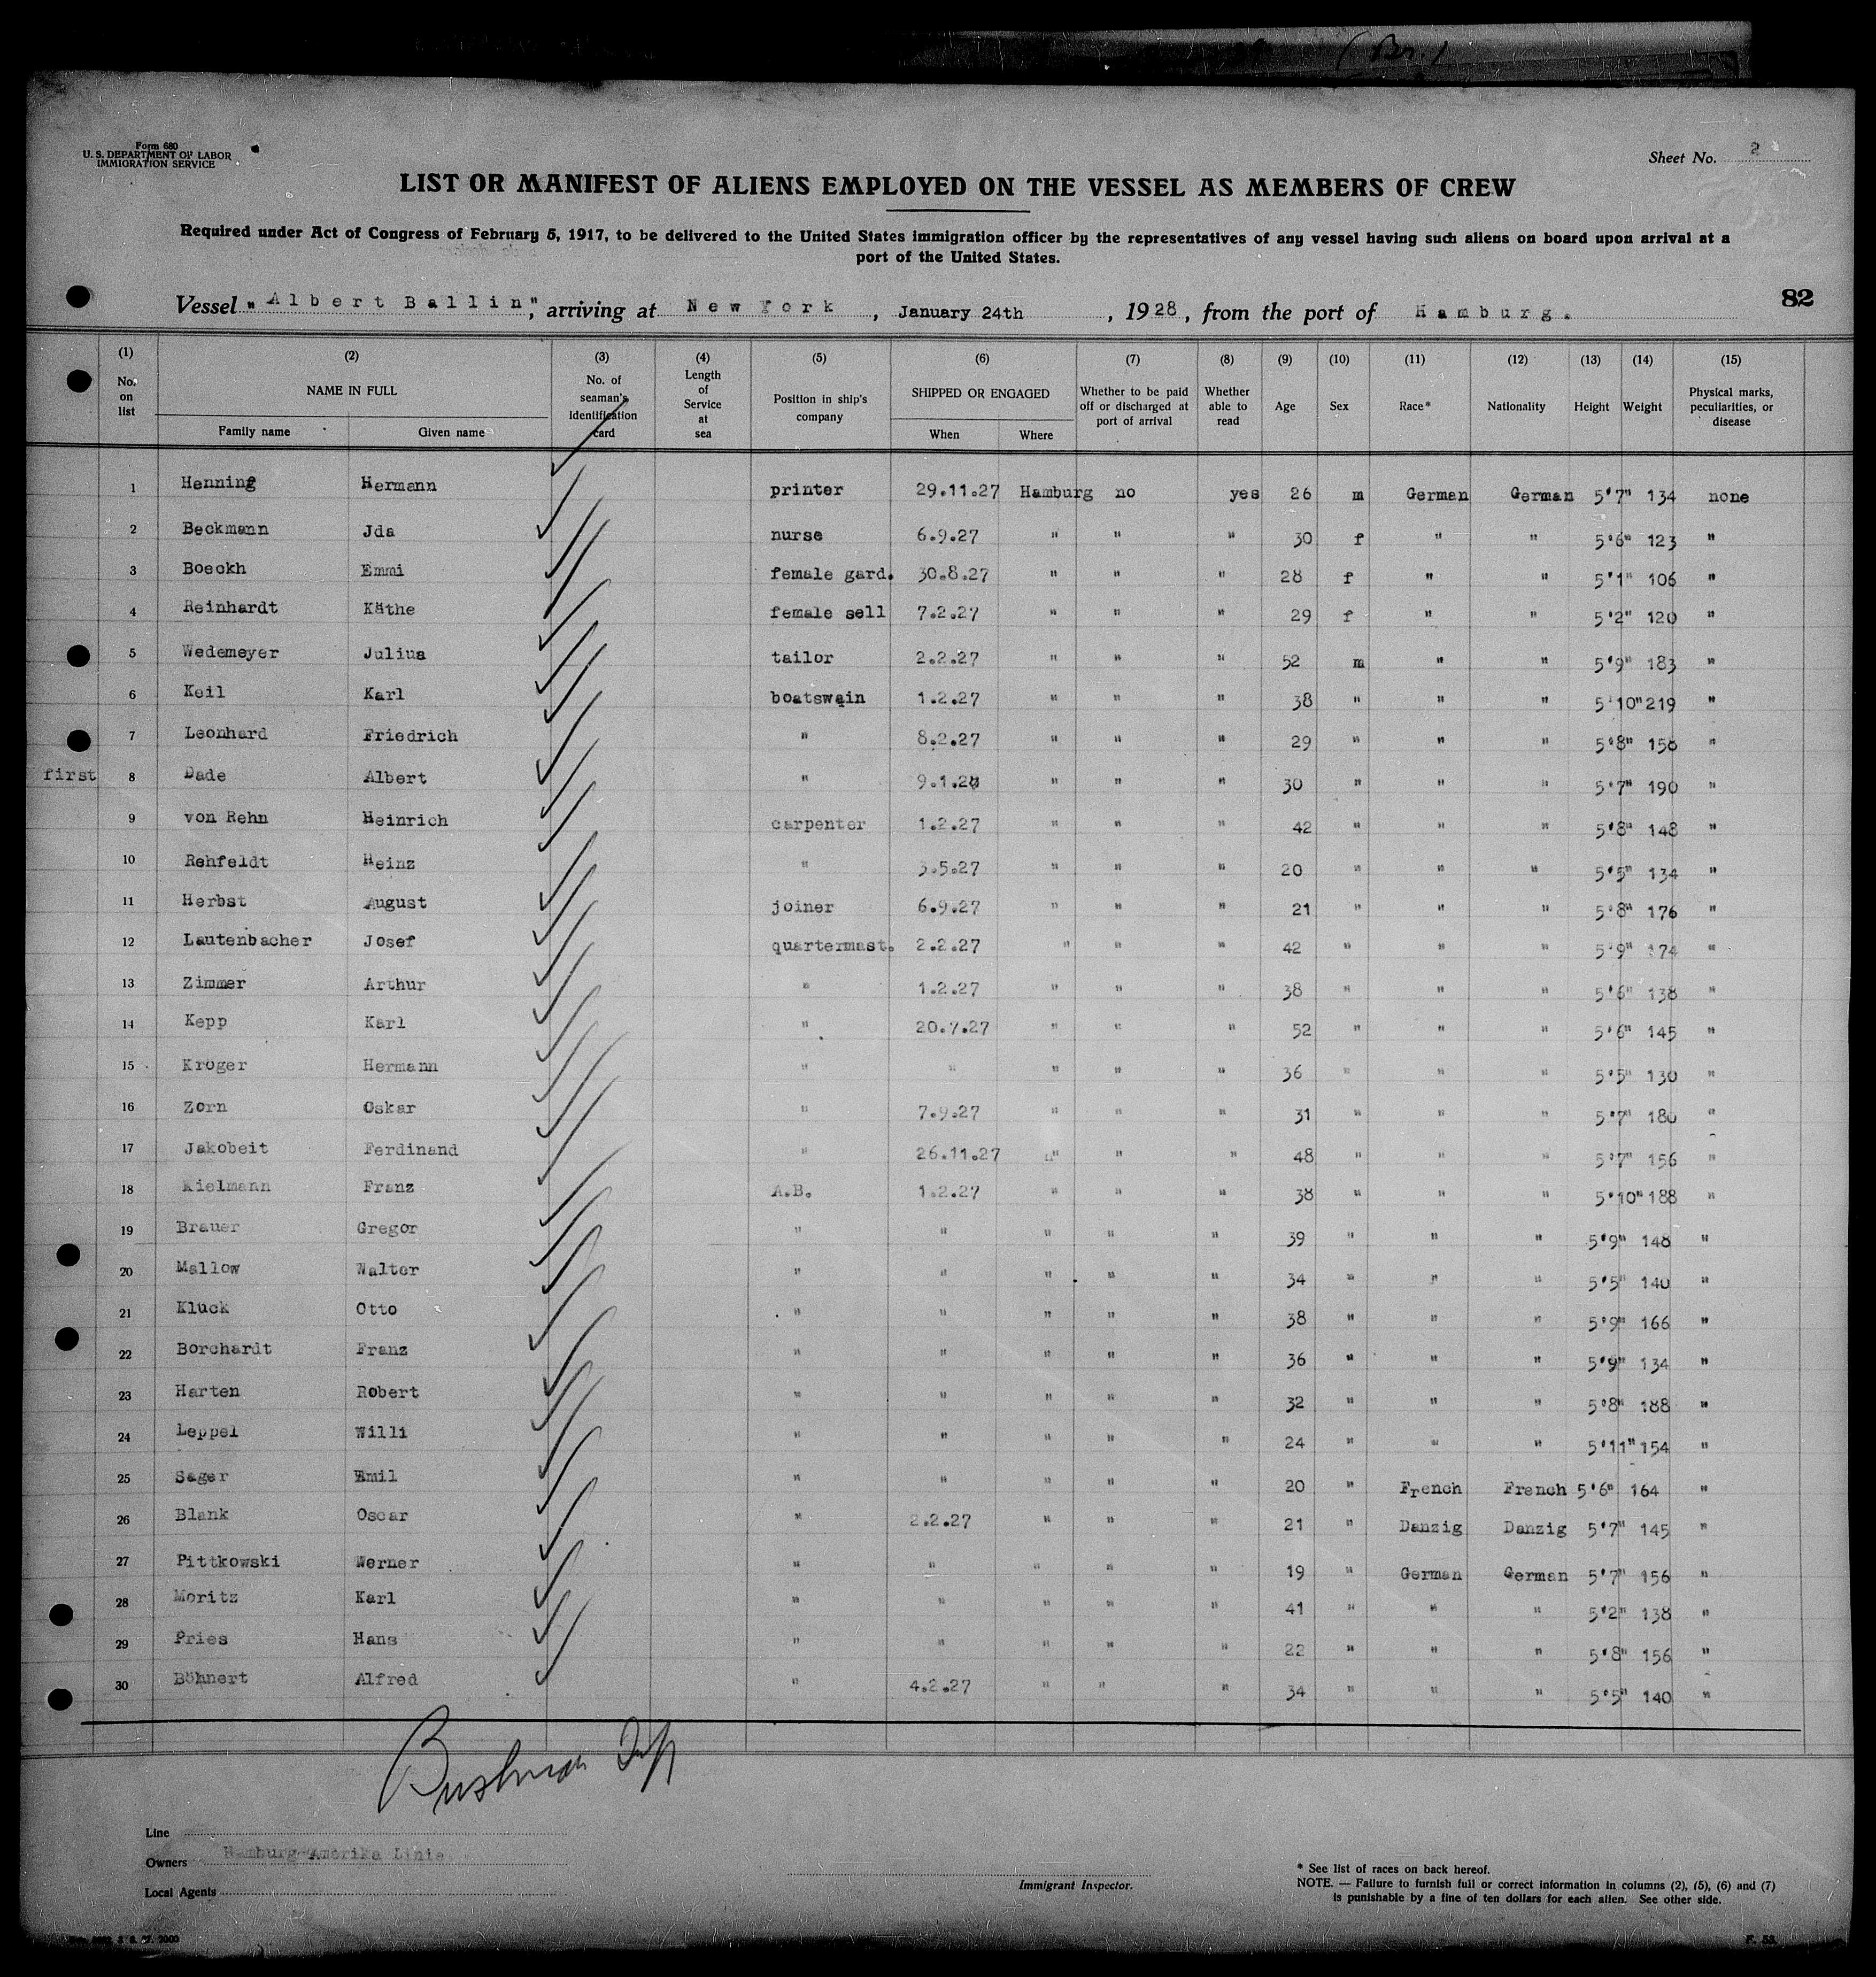 (Br.)
Form 680
U. S. DEPARTMENT OF LABOR
IMMIGRATION SERVICE
Sheet No. 2
LIST OR MANIFEST OF ALIENS EMPLOYED ON THE VESSEL AS MEMBERS OF CREW
Required under Act of Congress of February 5, 1917, to be delivered to the United States immigration officer by the representatives of any vessel having such aliens on board upon arrival at a
port of the United States.
82
Vessel "Albert Ballin", arriving at New York, January 24th, 1928, from the port of Hamburg.
(1) (2) (3) (4) (5) (6) (7) (8) (9) (10) (11) (12) (13) (14) (15)
No. on list NAME IN FULL Family name Given name No. of seaman's identification card Length of Service at sea Position in ship's company SHIPPED OR ENGAGED When Where Whether to be paid off or discharged at port of arrival Whether able to read Age Sex Race* Nationality Height Weight Physical marks, peculiarities, or disease
1 Henning Hermann printer 29.11.27 Hamburg no yes 26 m German German 5'7" 134 none
2 Beckmann Jda nurse 6.9.27 " " " 30 f " " 5'6" 123 "
3 Boeckh Emmi female gard. 30.8.27 " " " 28 f " " 5'1" 106 "
4 Reinhardt Käthe female sell 7.2.27 " " " 29 f " " 5'2" 120 "
5 Wedemeyer Julius tailor 2.2.27 " " " 52 m " " 5'9" 183 "
6 Keil Karl boatswain 1.2.27 " " " 38 " " " 5'10" 219 "
7 Leonhard Friedrich " 8.2.27 " " " 29 " " " 5'8" 158 "
first 8 Dade Albert " 9.1.28 " " " 30 " " " 5'7" 190 "
9 von Rehn Heinrich carpenter 1.2.27 " " " 42 " " " 5'8" 148 "
10 Rehfeldt Heinz " 3.5.27 " " " 20 " " " 5'5" 134 "
11 Herbst August joiner 6.9.27 " " " 21 " " " 5'8" 176 "
12 Lautenbacher Josef quartermast. 2.2.27 " " " 42 " " " 5'9" 174 "
13 Zimmer Arthur " 1.2.27 " " " 38 " " " 5'6" 138 "
14 Kepp Karl " 20.7.27 " " " 52 " " " 5'6" 145 "
15 Kröger Hermann " " " " " 36 " " " 5'5" 130 "
16 Zorn Oskar " 7.9.27 " " " 31 " " " 5'7" 180 "
17 Jakobeit Ferdinand " 26.11.27 " " " 48 " " " 5'7" 156 "
18 Kielmann Franz A.B. 1.2.27 " " " 38 " " " 5'10" 188 "
19 Brauer Gregor " " " " " 39 " " " 5'9" 148 "
20 Mallow Walter " " " " " 34 " " " 5'5" 140 "
21 Kluck Otto " " " " " 38 " " " 5'9" 166 "
22 Borchardt Franz " " " " " 36 " " " 5'9" 134 "
23 Harten Robert " " " " " 32 " " " 5'8" 188 "
24 Leppel Willi " " " " " 24 " " " 5'11" 154 "
25 Sager Emil " " " " " 20 " French French 5'6" 164 "
26 Blank Oscar " 2.2.27 " " " 21 " Danzig Danzig 5'7" 145 "
27 Pittkowski Werner " " " " " 19 " German German 5'7" 156 "
28 Moritz Karl " " " " " 41 " " " 5'2" 138 "
29 Pries Hans " " " " " 22 " " " 5'8" 156 "
30 Böhnert Alfred " 4.2.27 " " " 34 " " " 5'5" 140 "
Line
Owners Hamburg-Amerika Linie
Local Agents
Immigrant Inspector.
* See list of races on back hereof.
NOTE. — Failure to furnish full or correct information in columns (2), (5), (6) and (7)
is punishable by a fine of ten dollars for each alien. See other side.
F. 53.